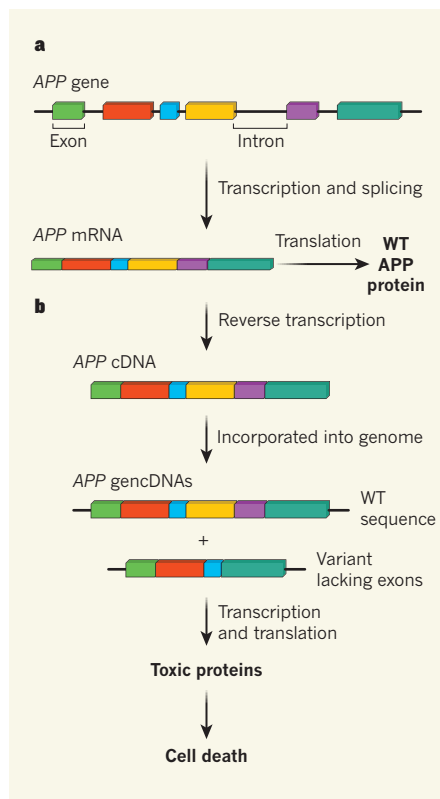 a
APP gene
Exon
Intron
Transcription and splicing
APP mRNA
Translation
WT
APP
protein
b
Reverse transcription
APP cDNA
Incorporated into genome
APP gencDNAs
WT
sequence
+
Variant
lacking exons
Transcription
and translation
Toxic proteins
Cell death